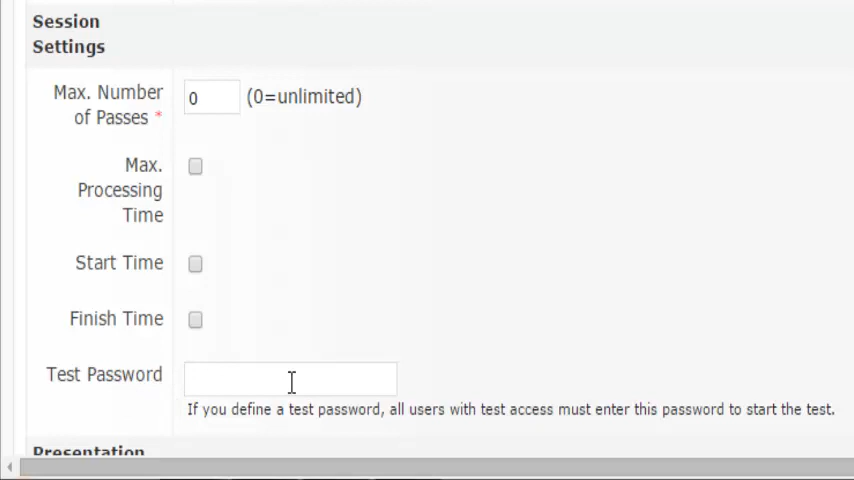 Session
Settings
Max. Number
of Passes *
0 (0=unlimited)
Max.
Processing
Time
Start Time
Finish Time
Test Password
If you define a test password, all users with test access must enter this password to start the test.
Presentation